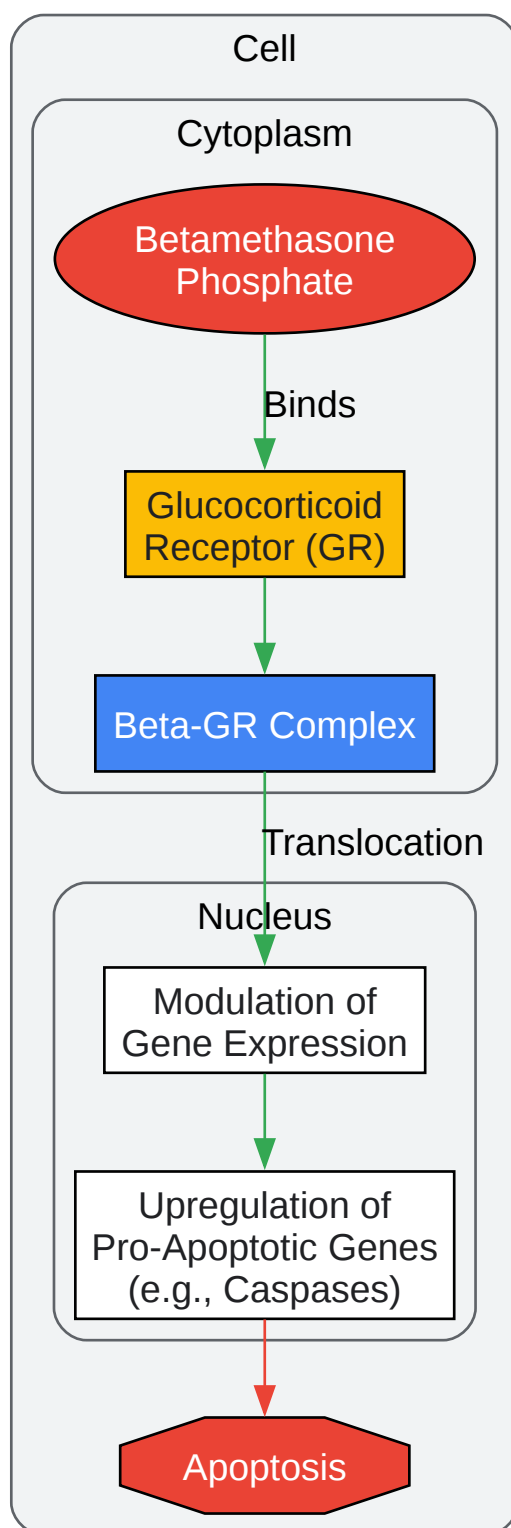 Cell
Cytoplasm
Betamethasone
Phosphate
Binds
Glucocorticoid
Receptor (GR)
Beta-GR Complex
Translocation
Nucleus
Modulation of
Gene Expression
Upregulation of
Pro-Apoptotic Genes
(e.g., Caspases)
Apoptosis